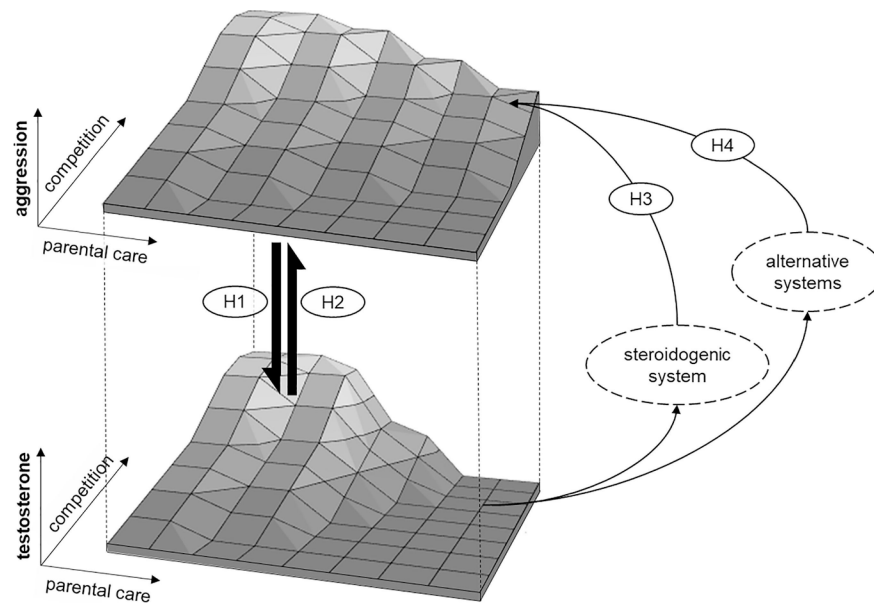 aggression
competition
parental care
H1
H2
H3
H4
alternative
systems
steroidogenic
system
testosterone
competition
parental care